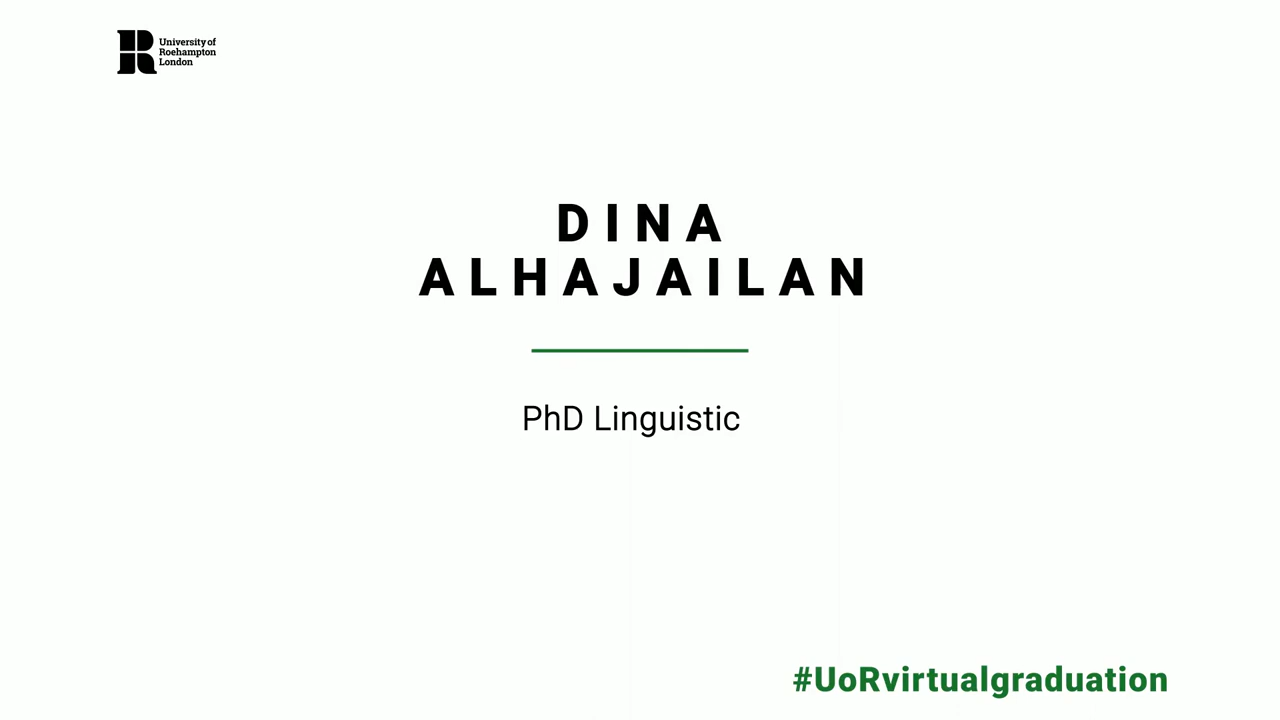 University of
Roehampton
London
DINA
ALHAJAILAN
PhD Linguistic
#UoRvirtualgraduation